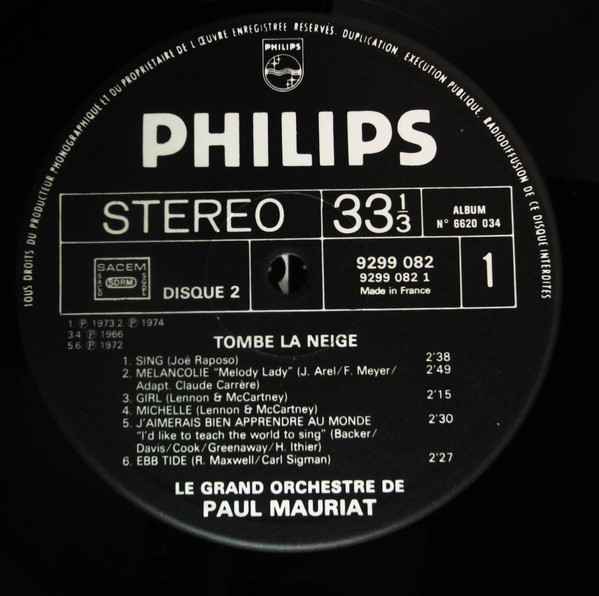 TOUS DROITS DU PRODUCTEUR PHONOGRAPHIQUE ET DU PROPRIETAIRE DE L'ŒUVRE ENREGISTREE RESERVES. DUPLICATION, EXECUTION PUBLIQUE, RADIODIFFUSION DE CE DISQUE INTERDITES
PHILIPS
PHILIPS
STEREO
33 1/3
ALBUM
N° 6620 034
SACEM
SACD SDRM SGDL
DISQUE 2
9299 082
9299 082 1
Made in France
1
1 Ⓟ 1973 2. Ⓟ 1974
3 4 Ⓟ 1966
5 6 Ⓟ 1972
TOMBE LA NEIGE
1. SING (Joë Raposo) 2'38
2. MELANCOLIE "Melody Lady" (J. Arel/F. Meyer/ 2'49
Adapt. Claude Carrère)
3. GIRL (Lennon & McCartney) 2'15
4. MICHELLE (Lennon & McCartney)
5. J'AIMERAIS BIEN APPRENDRE AU MONDE 2'30
"I'd like to teach the world to sing" (Backer/
Davis/Cook/Greenaway/H. Ithier)
6. EBB TIDE (R. Maxwell/Carl Sigman) 2'27
LE GRAND ORCHESTRE DE
PAUL MAURIAT